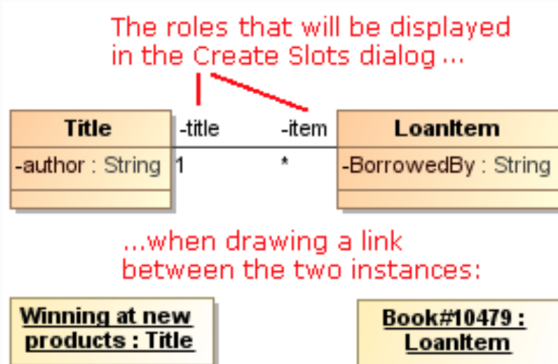 The roles that will be displayed
in the Create Slots dialog ...
Title
-title
-item
LoanItem
-author : String
1
*
-BorrowedBy : String
...when drawing a link
between the two instances:
Winning at new
products : Title
Book#10479 :
LoanItem